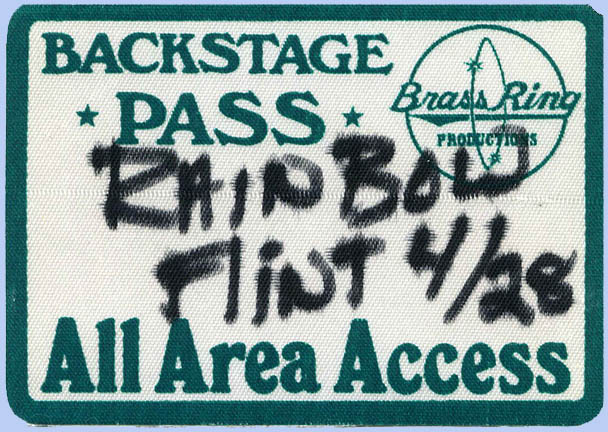 BACKSTAGE
★ PASS ★
Brass Ring
PRODUCTIONS
RAINBOW
FLINT 4/28
All Area Access